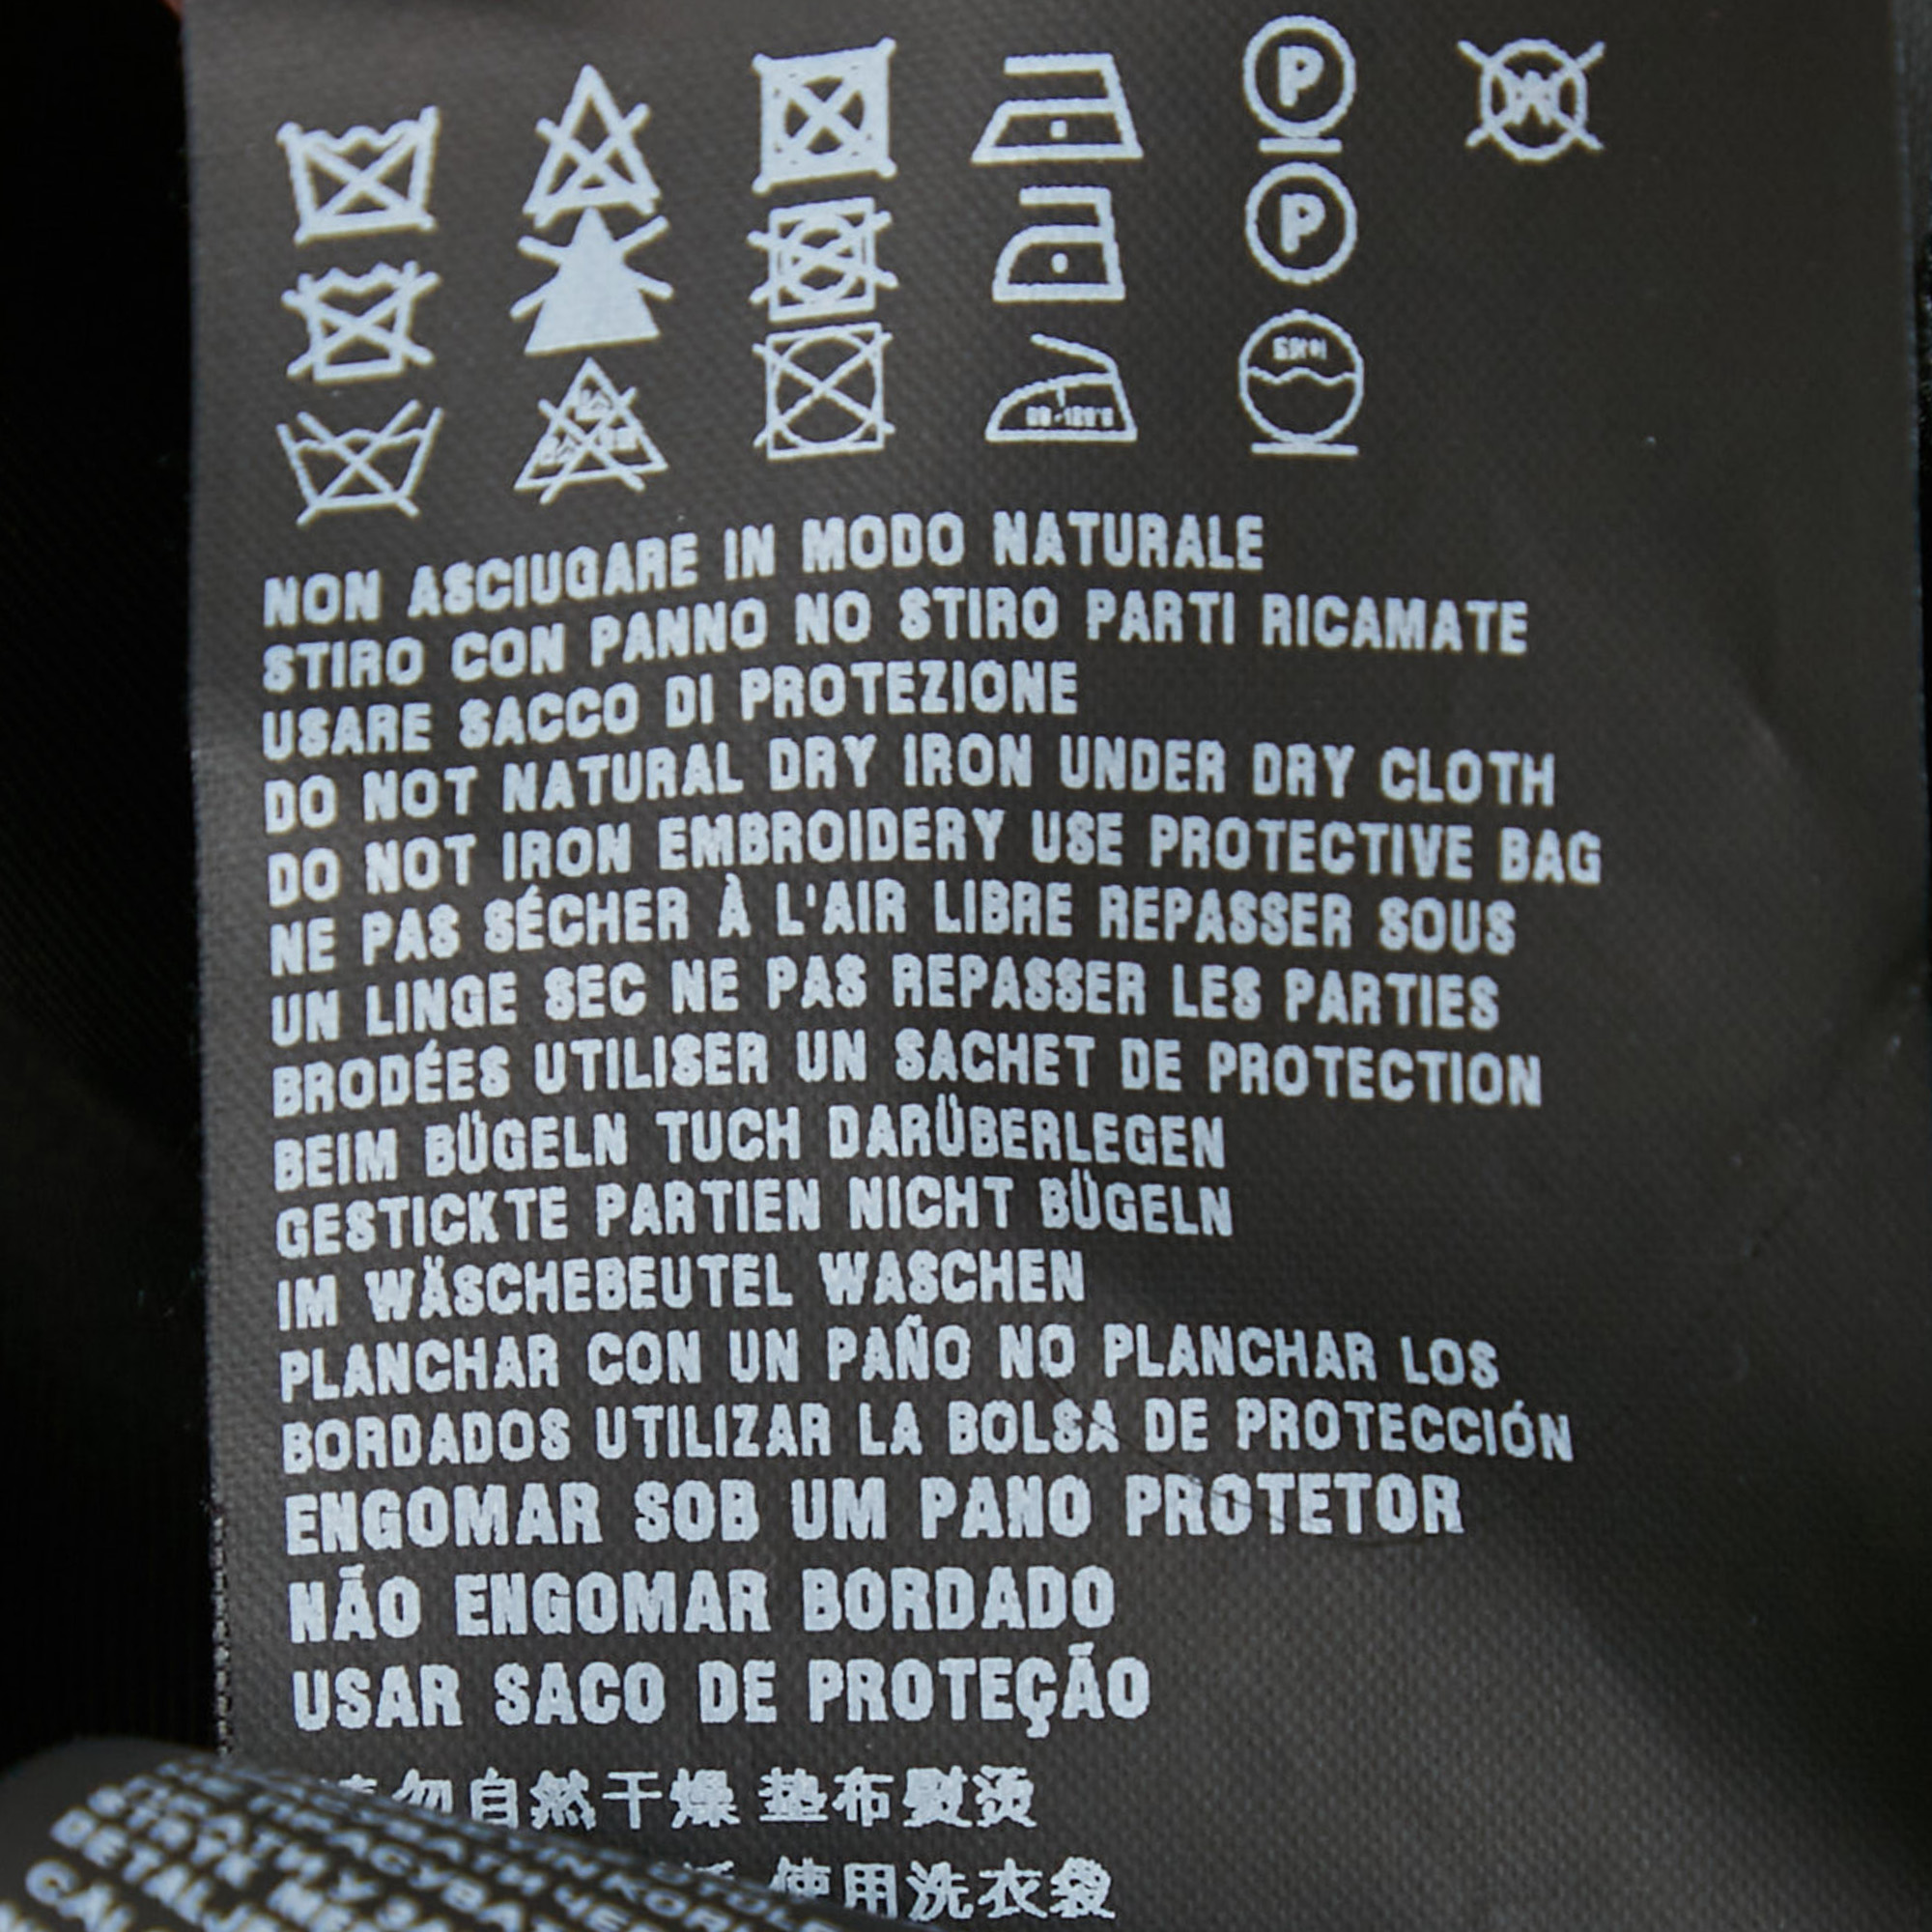 P
W
P
NON ASCIUGARE IN MODO NATURALE
STIRO CON PANNO NO STIRO PARTI RICAMATE
USARE SACCO DI PROTEZIONE
DO NOT NATURAL DRY IRON UNDER DRY CLOTH
DO NOT IRON EMBROIDERY USE PROTECTIVE BAG
NE PAS SÉCHER À L'AIR LIBRE REPASSER SOUS
UN LINGE SEC NE PAS REPASSER LES PARTIES
BRODÉES UTILISER UN SACHET DE PROTECTION
BEIM BÜGELN TUCH DARÜBERLEGEN
GESTICKTE PARTIEN NICHT BÜGELN
IM WÄSCHEBEUTEL WASCHEN
PLANCHAR CON UN PAÑO NO PLANCHAR LOS
BORDADOS UTILIZAR LA BOLSA DE PROTECCIÓN
ENGOMAR SOB UM PANO PROTETOR
NÃO ENGOMAR BORDADO
USAR SACO DE PROTEÇÃO
勿自然干燥 垫布熨烫
使用洗衣袋